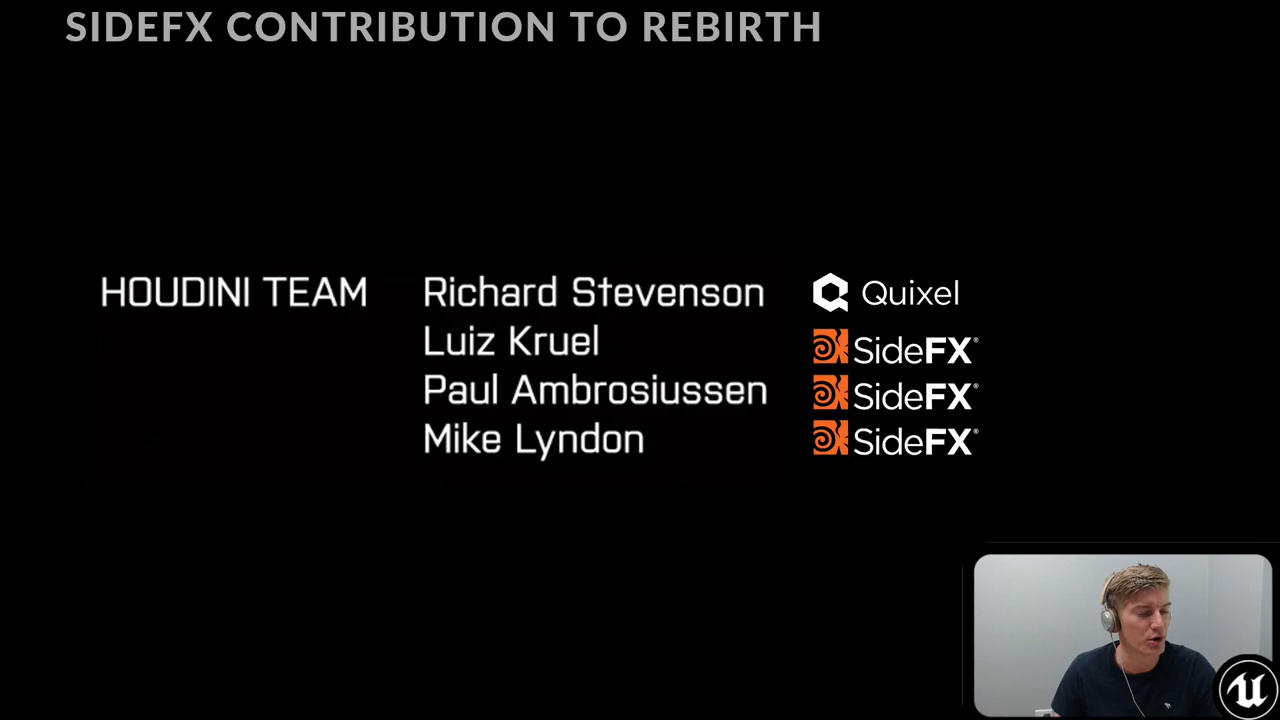 SIDEFX CONTRIBUTION TO REBIRTH
HOUDINI TEAM Richard Stevenson Quixel
Luiz Kruel SideFX®
Paul Ambrosiussen SideFX®
Mike Lyndon SideFX®